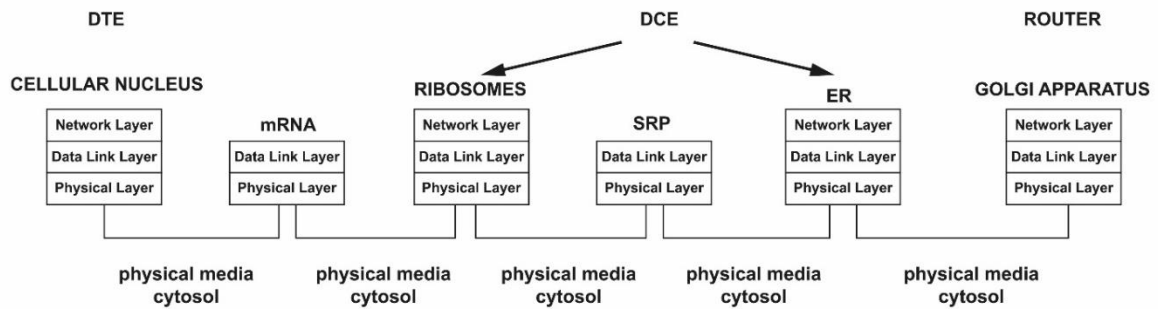 DTE
DCE
ROUTER
CELLULAR NUCLEUS
Network Layer
Data Link Layer
Physical Layer
mRNA
Data Link Layer
Physical Layer
RIBOSOMES
Network Layer
Data Link Layer
Physical Layer
SRP
Data Link Layer
Physical Layer
ER
Network Layer
Data Link Layer
Physical Layer
GOLGI APPARATUS
Network Layer
Data Link Layer
Physical Layer
physical media
cytosol
physical media
cytosol
physical media
cytosol
physical media
cytosol
physical media
cytosol